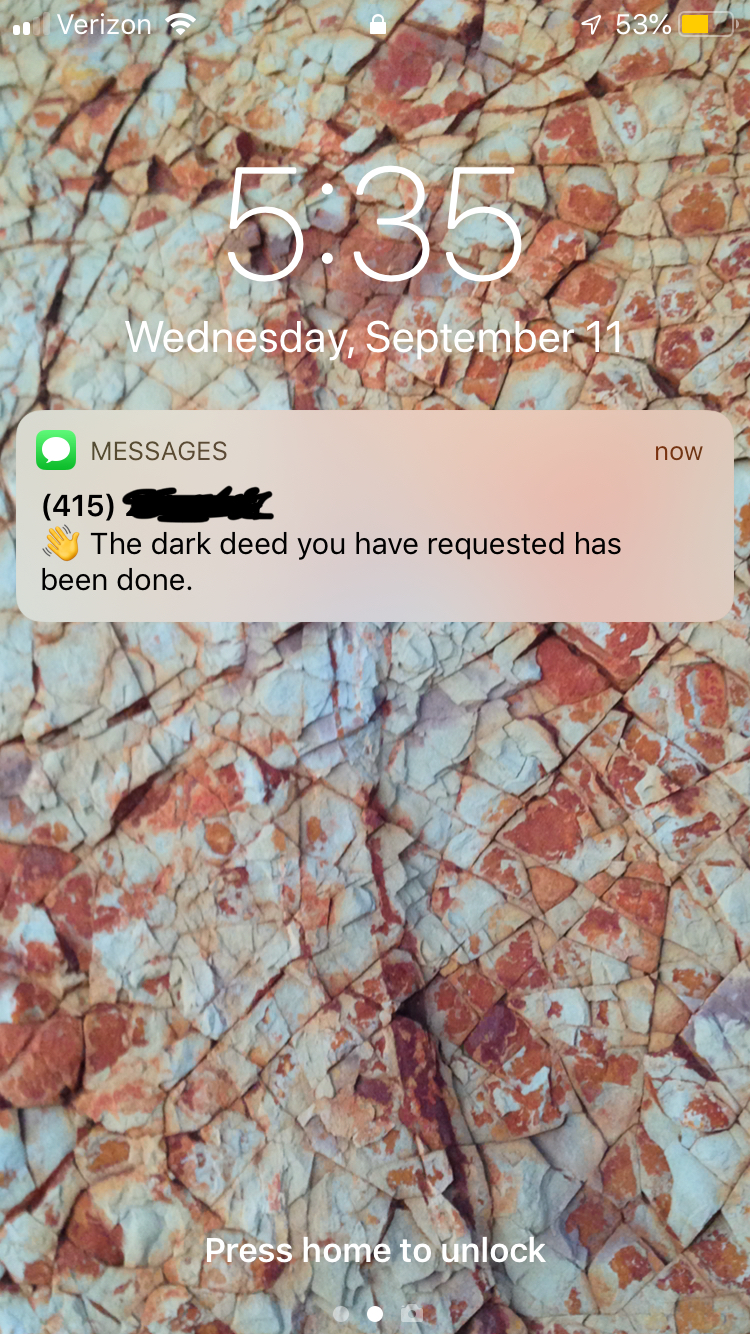 Verizon 53%
5:35
Wednesday, September 11
MESSAGES now
(415)
👋 The dark deed you have requested has
been done.
Press home to unlock